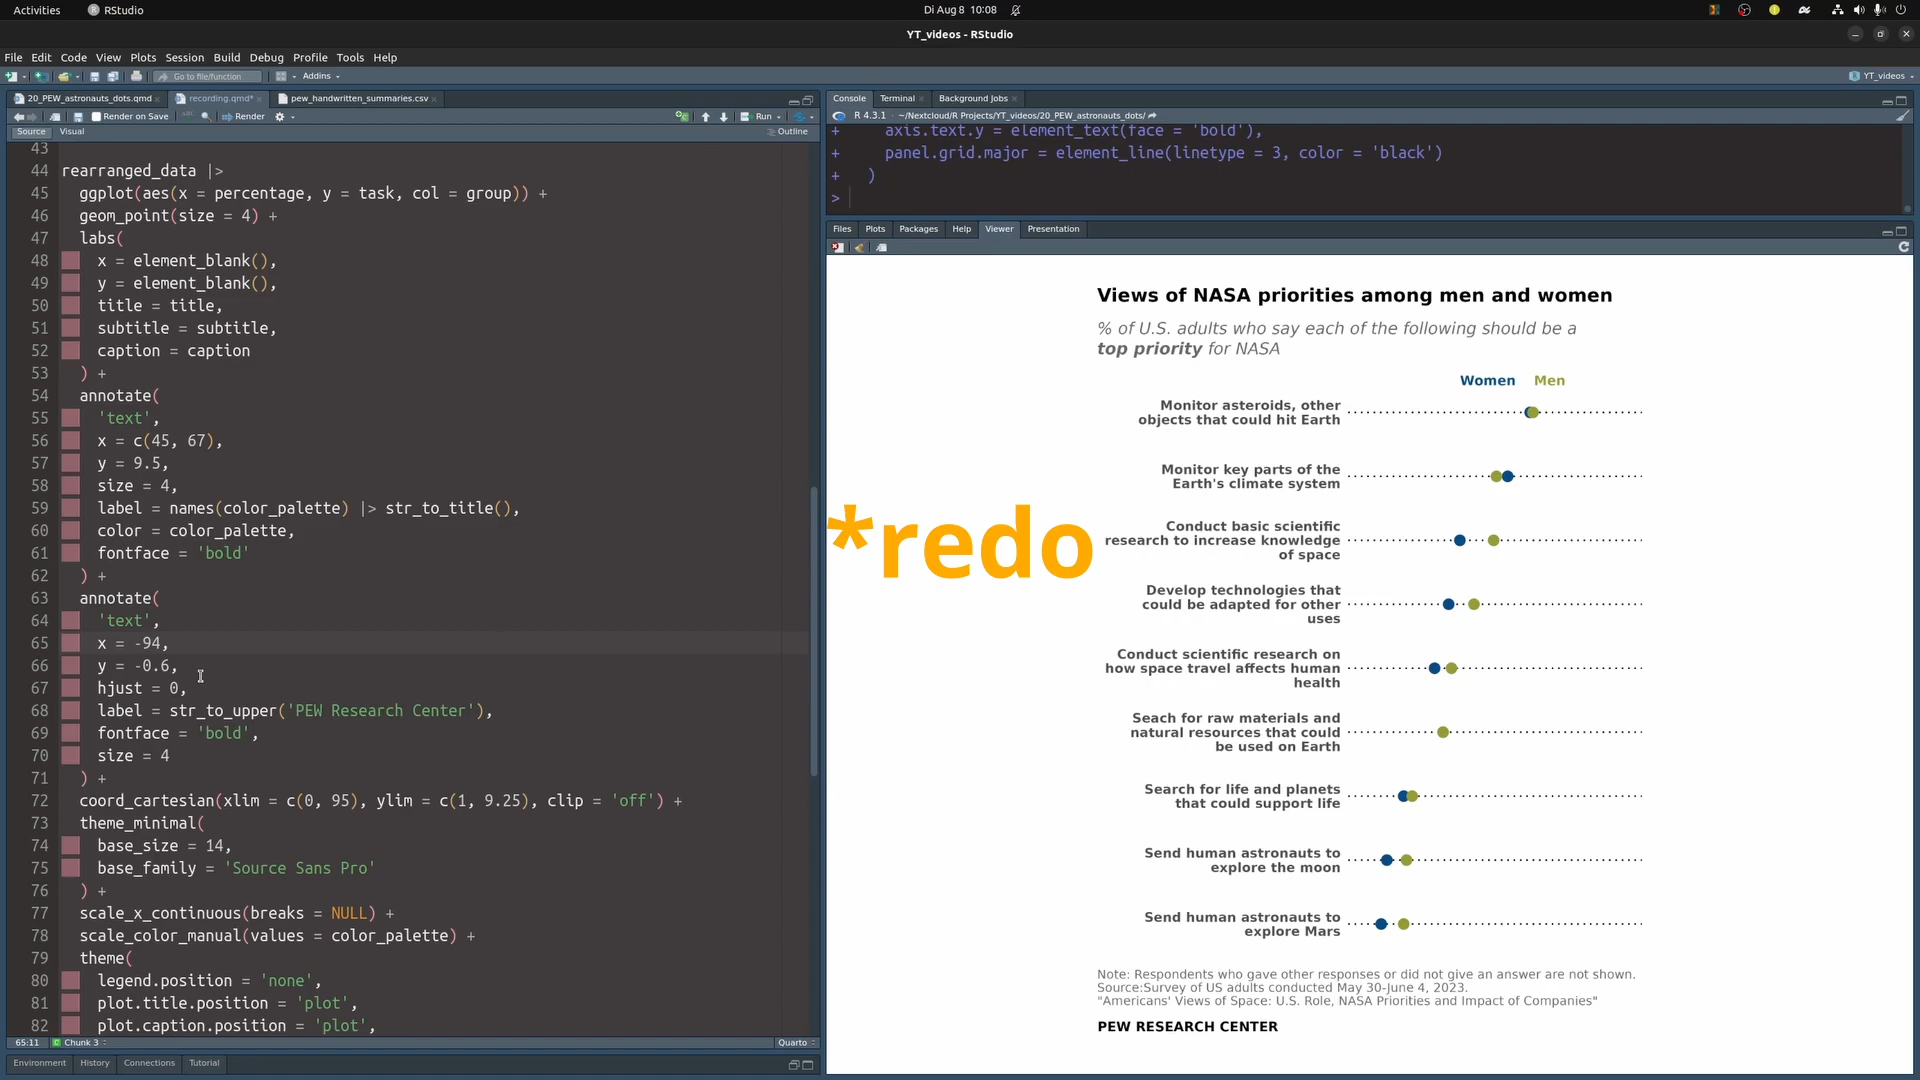 Activities
RStudio
Di Aug 8 10:08
YT_videos - RStudio
File Edit Code View Plots Session Build Debug Profile Tools Help
Go to file/function
Addins
YT_videos
20_PEW_astronauts_dots.qmd
recording.qmd*
pew_handwritten_summaries.csv
Render on Save
Render
Run
Source
Visual
Outline
43
44 rearranged_data |>
45 ggplot(aes(x = percentage, y = task, col = group)) +
46 geom_point(size = 4) +
47 labs(
48 x = element_blank(),
49 y = element_blank(),
50 title = title,
51 subtitle = subtitle,
52 caption = caption
53 ) +
54 annotate(
55 'text',
56 x = c(45, 67),
57 y = 9.5,
58 size = 4,
59 label = names(color_palette) |> str_to_title(),
60 color = color_palette,
61 fontface = 'bold'
62 ) +
63 annotate(
64 'text',
65 x = -94,
66 y = -0.6,
67 hjust = 0,
68 label = str_to_upper('PEW Research Center'),
69 fontface = 'bold',
70 size = 4
71 ) +
72 coord_cartesian(xlim = c(0, 95), ylim = c(1, 9.25), clip = 'off') +
73 theme_minimal(
74 base_size = 14,
75 base_family = 'Source Sans Pro'
76 ) +
77 scale_x_continuous(breaks = NULL) +
78 scale_color_manual(values = color_palette) +
79 theme(
80 legend.position = 'none',
81 plot.title.position = 'plot',
82 plot.caption.position = 'plot',
65:11
Chunk 3
Quarto
Environment History Connections Tutorial
Console Terminal Background Jobs
R 4.3.1 · ~/Nextcloud/R Projects/YT_videos/20_PEW_astronauts_dots/
+ axis.text.y = element_text(face = 'bold'),
+ panel.grid.major = element_line(linetype = 3, color = 'black')
+ )
>
Files Plots Packages Help Viewer Presentation
Views of NASA priorities among men and women
% of U.S. adults who say each of the following should be a
top priority for NASA
Women Men
Monitor asteroids, other
objects that could hit Earth
Monitor key parts of the
Earth's climate system
*redo
Conduct basic scientific
research to increase knowledge
of space
Develop technologies that
could be adapted for other
uses
Conduct scientific research on
how space travel affects human
health
Seach for raw materials and
natural resources that could
be used on Earth
Search for life and planets
that could support life
Send human astronauts to
explore the moon
Send human astronauts to
explore Mars
Note: Respondents who gave other responses or did not give an answer are not shown.
Source:Survey of US adults conducted May 30-June 4, 2023.
"Americans' Views of Space: U.S. Role, NASA Priorities and Impact of Companies"
PEW RESEARCH CENTER